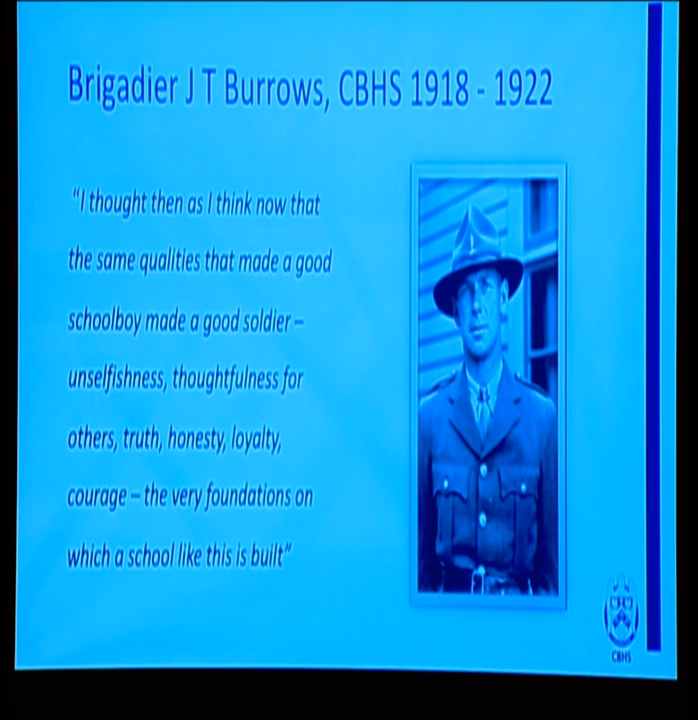 Brigadier J T Burrows, CBHS 1918 - 1922
“I thought then as I think now that
the same qualities that made a good
schoolboy made a good soldier –
unselfishness, thoughtfulness for
others, truth, honesty, loyalty,
courage – the very foundations on
which a school like this is built”
CBHS